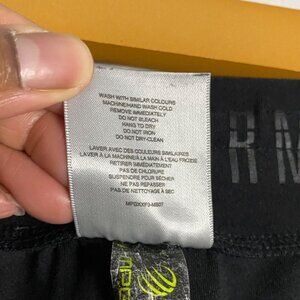 WASH WITH SIMILAR COLOURS
MACHINE/HAND WASH COLD
REMOVE PROMPTLY
DO NOT BLEACH
HANG TO DRY
DO NOT IRON
DO NOT DRY-CLEAN
LAVER AVEC DES COULEURS SIMILAIRES
LAVER À LA MACHINE/À LA MAIN À L'EAU FROIDE
RETIRER IMMÉDIATEMENT
PAS DE CHLORURE
SUSPENDRE POUR SÉCHER
NE PAS REPASSER
PAS DE NETTOYAGE À SEC